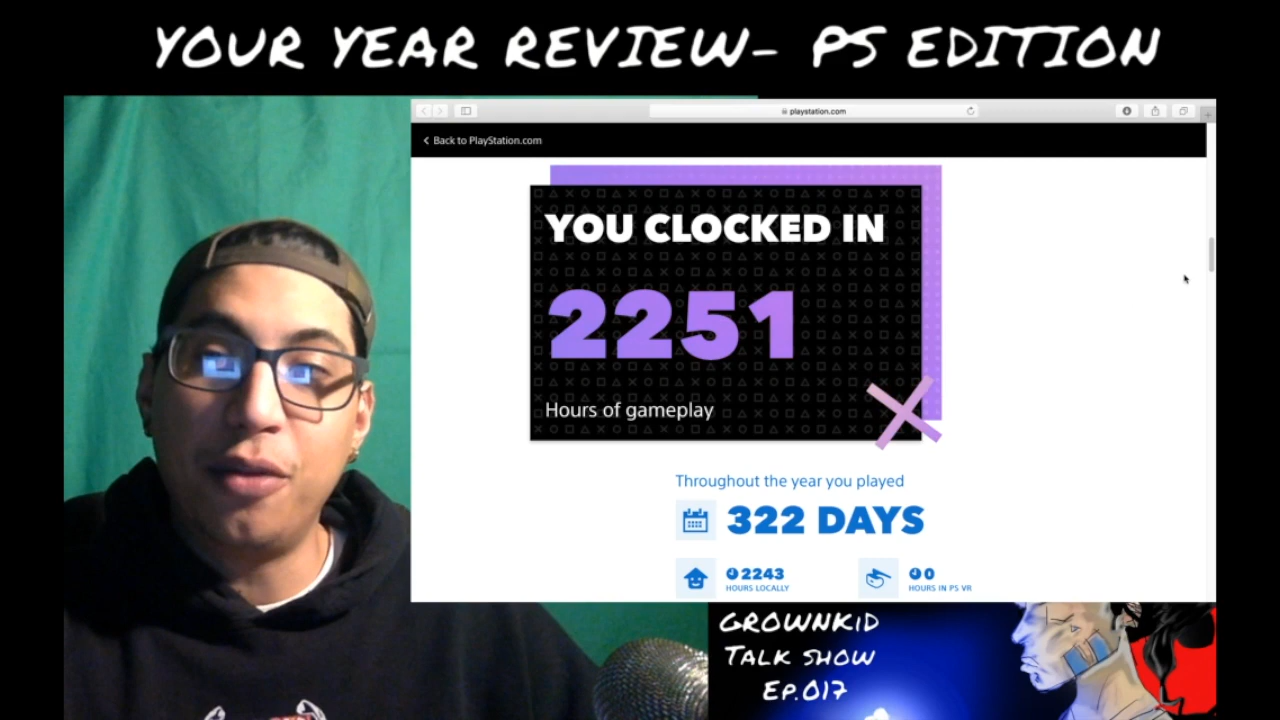 YOUR YEAR REVIEW- PS EDITION
playstation.com
Back to PlayStation.com
YOU CLOCKED IN
2251
Hours of gameplay
Throughout the year you played
322 DAYS
2243
HOURS LOCALLY
0
HOURS IN PS VR
GROWNKID
TALK SHOW
EP.017